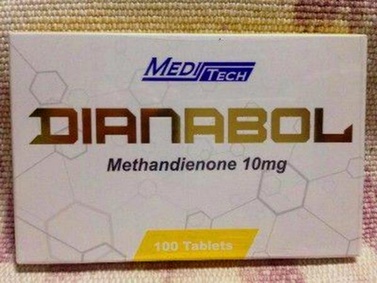 MEDITECH
DIANABOL
Methandienone 10mg
100 Tablets